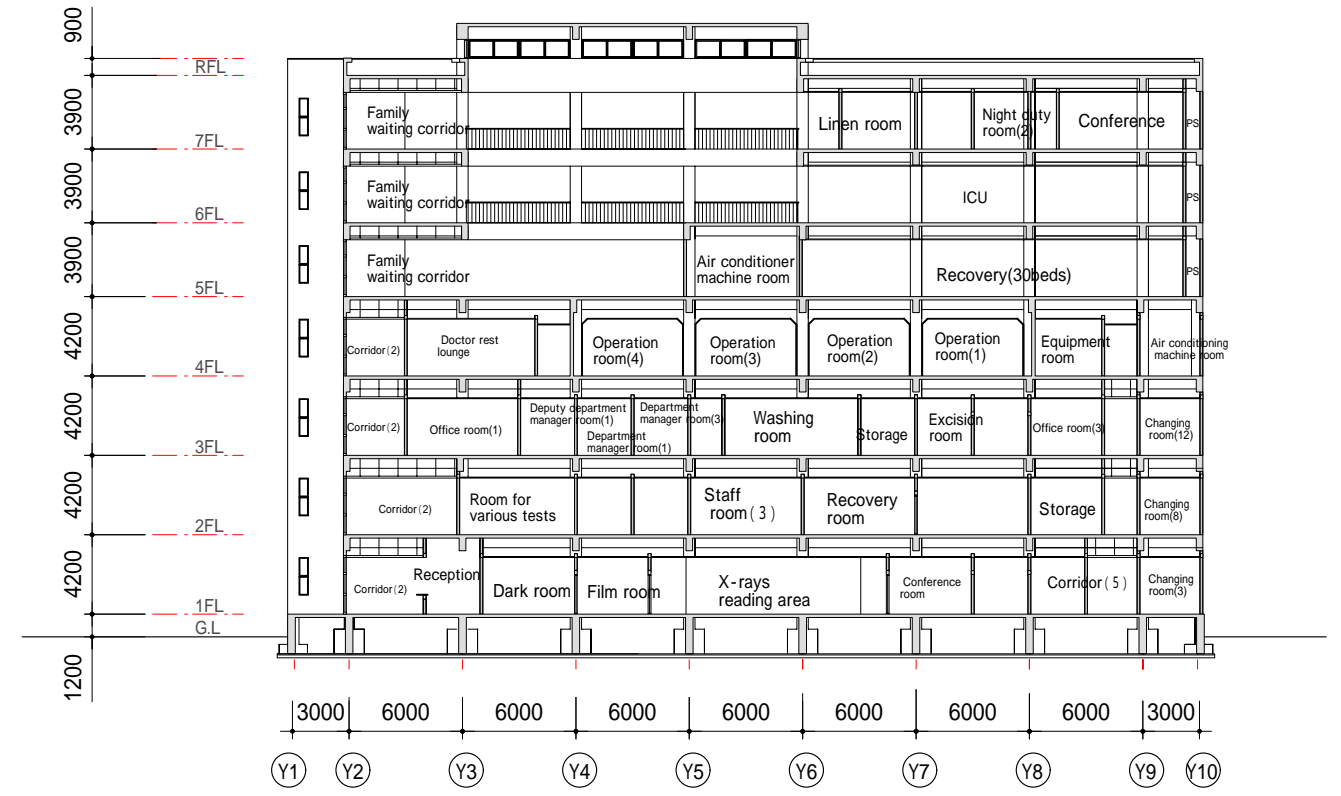 900
RFL
3900
Family
waiting corridor
Linen room
Night duty
room(2)
Conference
PS
7FL
3900
Family
waiting corridor
ICU
PS
6FL
3900
Family
waiting corridor
Air conditioner
machine room
Recovery(30beds)
PS
5FL
4200
Corridor(2)
Doctor rest
lounge
Operation
room(4)
Operation
room(3)
Operation
room(2)
Operation
room(1)
Equipment
room
Air conditioning
machine room
4FL
4200
Corridor(2)
Office room(1)
Deputy department
manager room(1)
Department
manager room(1)
Department
manager room(3)
Washing
room
Storage
Excision
room
Office room(3)
Changing
room(12)
3FL
4200
Corridor(2)
Room for
various tests
Staff
room(3)
Recovery
room
Storage
Changing
room(8)
2FL
4200
Corridor(2)
Reception
Dark room
Film room
X-rays
reading area
Conference
room
Corridor(5)
Changing
room(3)
1FL
G.L
1200
3000 6000 6000 6000 6000 6000 6000 6000 3000
Y1 Y2 Y3 Y4 Y5 Y6 Y7 Y8 Y9 Y10